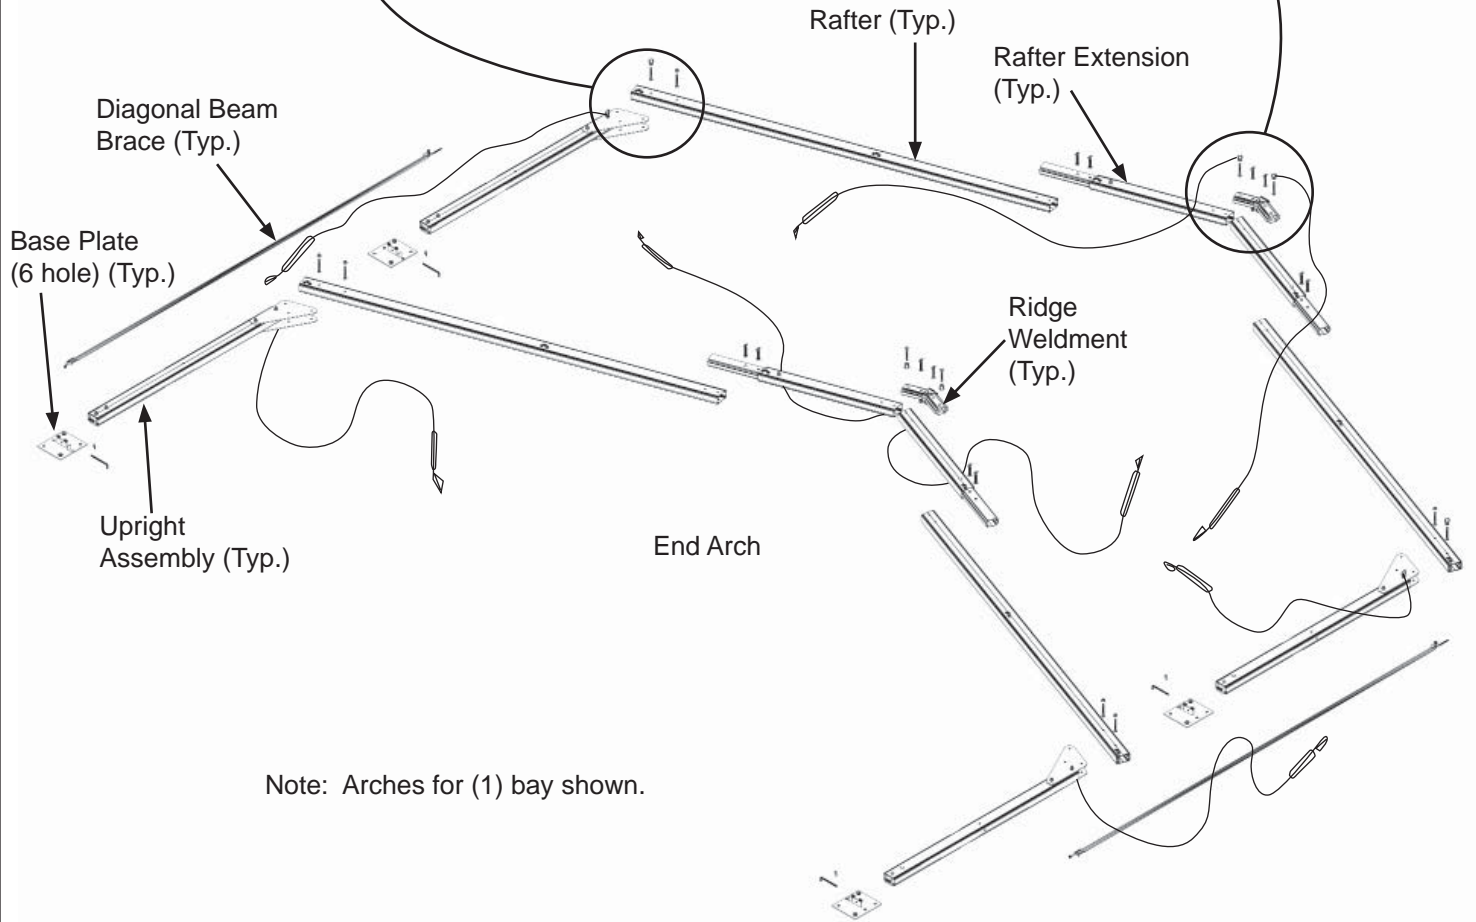 Rafter (Typ.)
Rafter Extension
(Typ.)
Diagonal Beam
Brace (Typ.)
Base Plate
(6 hole) (Typ.)
Ridge
Weldment
(Typ.)
Upright
Assembly (Typ.)
End Arch
Note:  Arches for (1) bay shown.